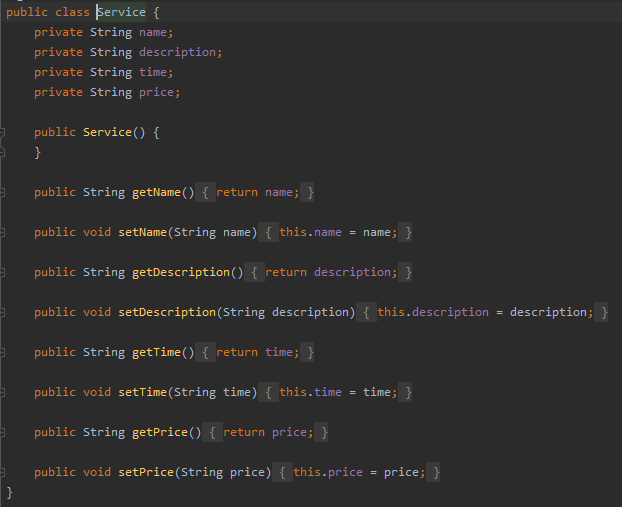 public class Service {
private String name;
private String description;
private String time;
private String price;
public Service() {
}
public String getName() { return name; }
public void setName(String name) { this.name = name; }
public String getDescription() { return description; }
public void setDescription(String description) { this.description = description; }
public String getTime() { return time; }
public void setTime(String time) { this.time = time; }
public String getPrice() { return price; }
public void setPrice(String price) { this.price = price; }
}